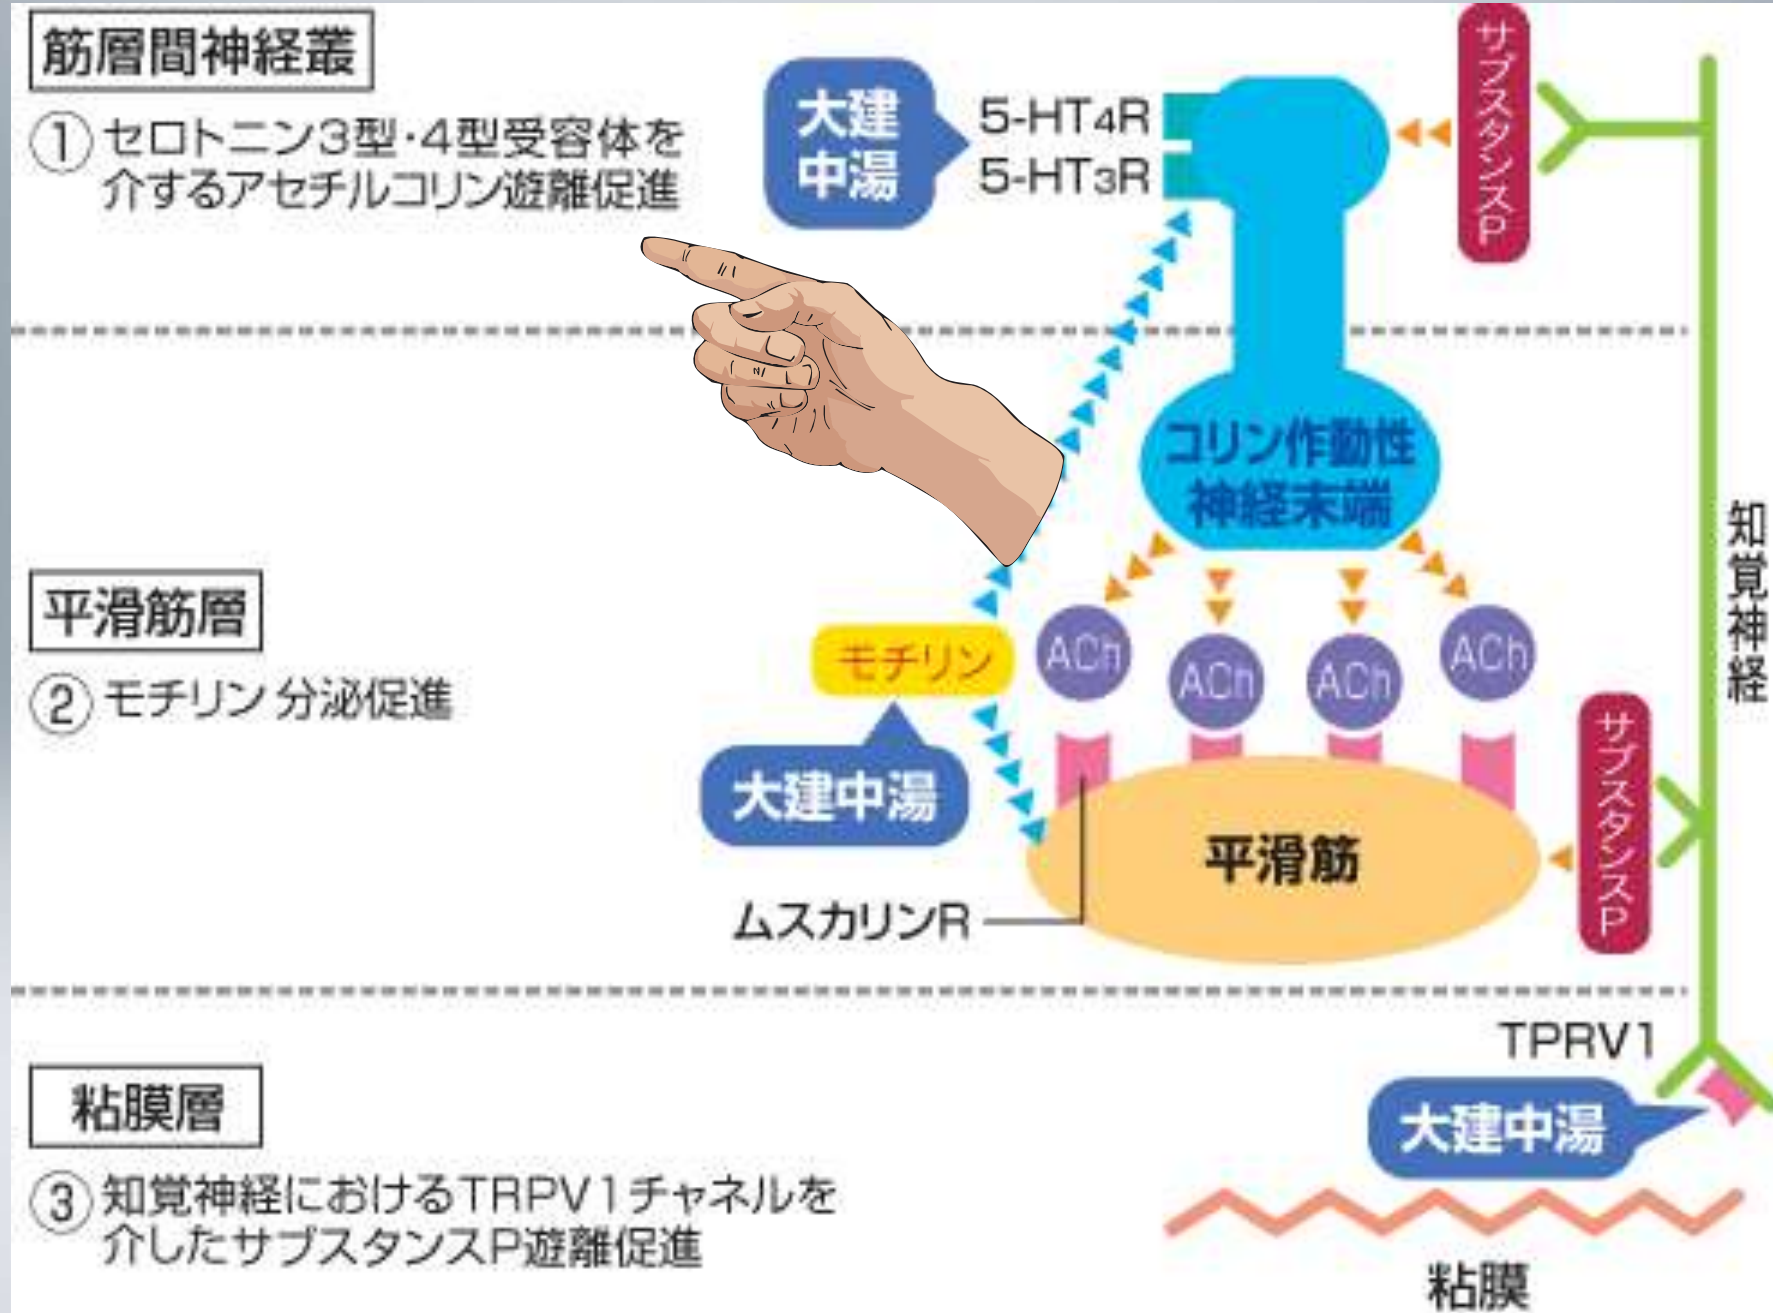 筋層間神経叢
① セロトニン3型・4型受容体を
介するアセチルコリン遊離促進
大建
中湯
5-HT4R
5-HT3R
サブスタンスP
コリン作動性
神経末端
知覚神経
平滑筋層
② モチリン 分泌促進
モチリン
ACh
ACh
ACh
ACh
大建中湯
サブスタンスP
平滑筋
ムスカリンR
TPRV1
粘膜層
大建中湯
③ 知覚神経におけるTRPV1チャネルを
介したサブスタンスP遊離促進
粘膜